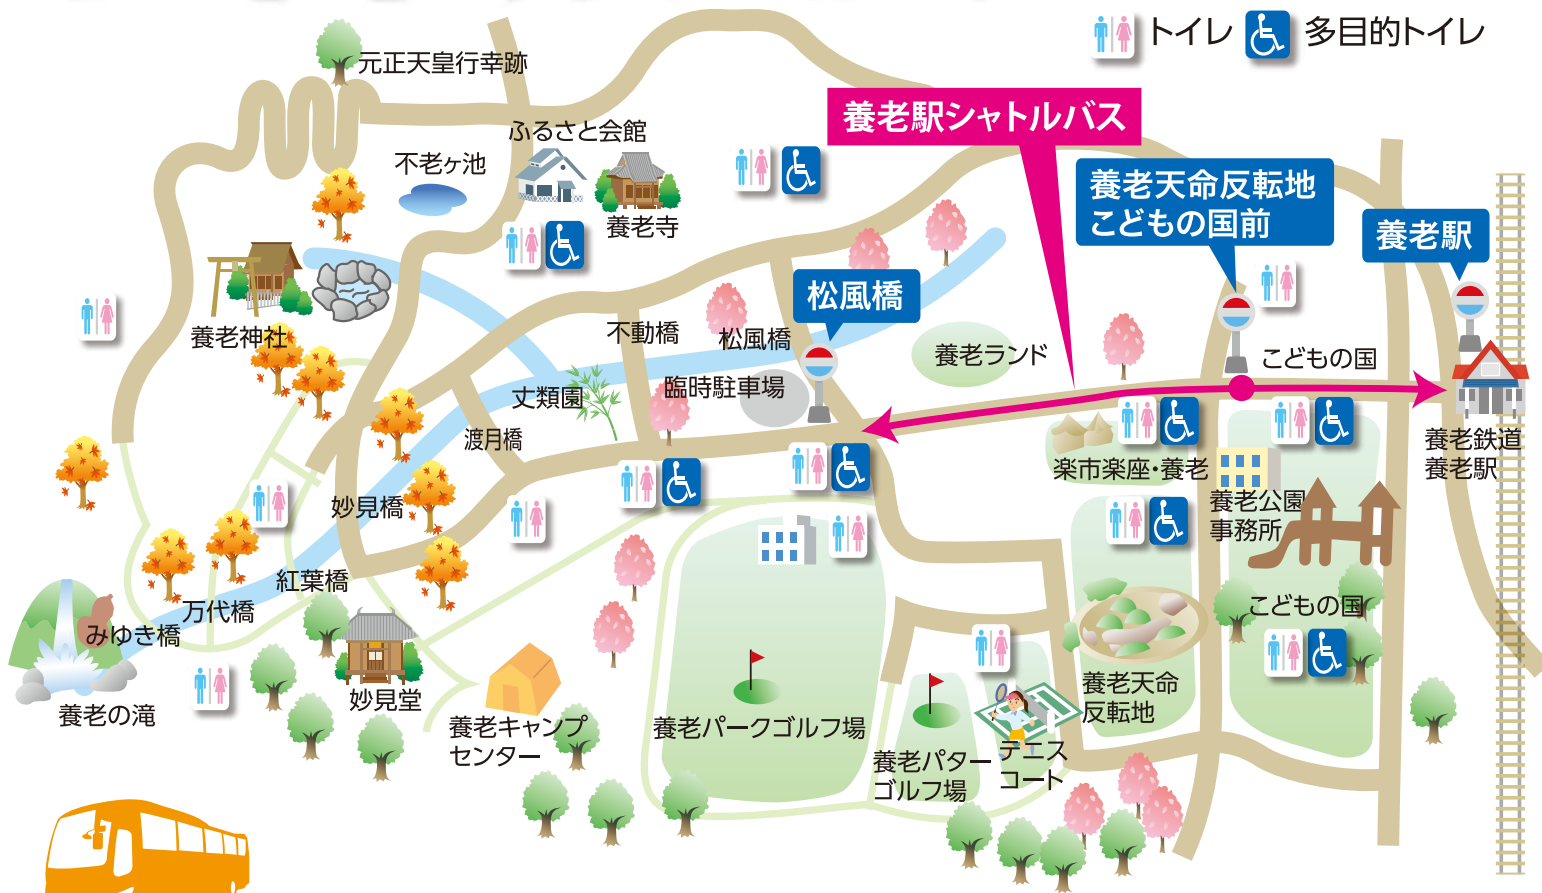 トイレ
多目的トイレ
元正天皇行幸跡
養老駅シャトルバス
ふるさと会館
不老ヶ池
養老天命反転地
こどもの国前
養老駅
養老寺
松風橋
養老神社
不動橋
松風橋
養老ランド
こどもの国
臨時駐車場
丈類園
渡月橋
楽市楽座・養老
養老鉄道
養老駅
妙見橋
養老公園
事務所
紅葉橋
万代橋
みゆき橋
こどもの国
養老の滝
妙見堂
養老キャンプ
センター
養老パークゴルフ場
養老天命
反転地
養老パター
ゴルフ場
テニス
コート